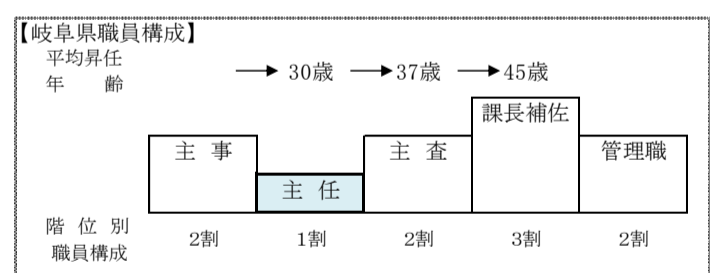 【岐阜県職員構成】
平均昇任
年　齢
→ 30歳 → 37歳 → 45歳
課長補佐
主 事
主 査
管理職
主 任
階 位 別
職員構成
2割
1割
2割
3割
2割